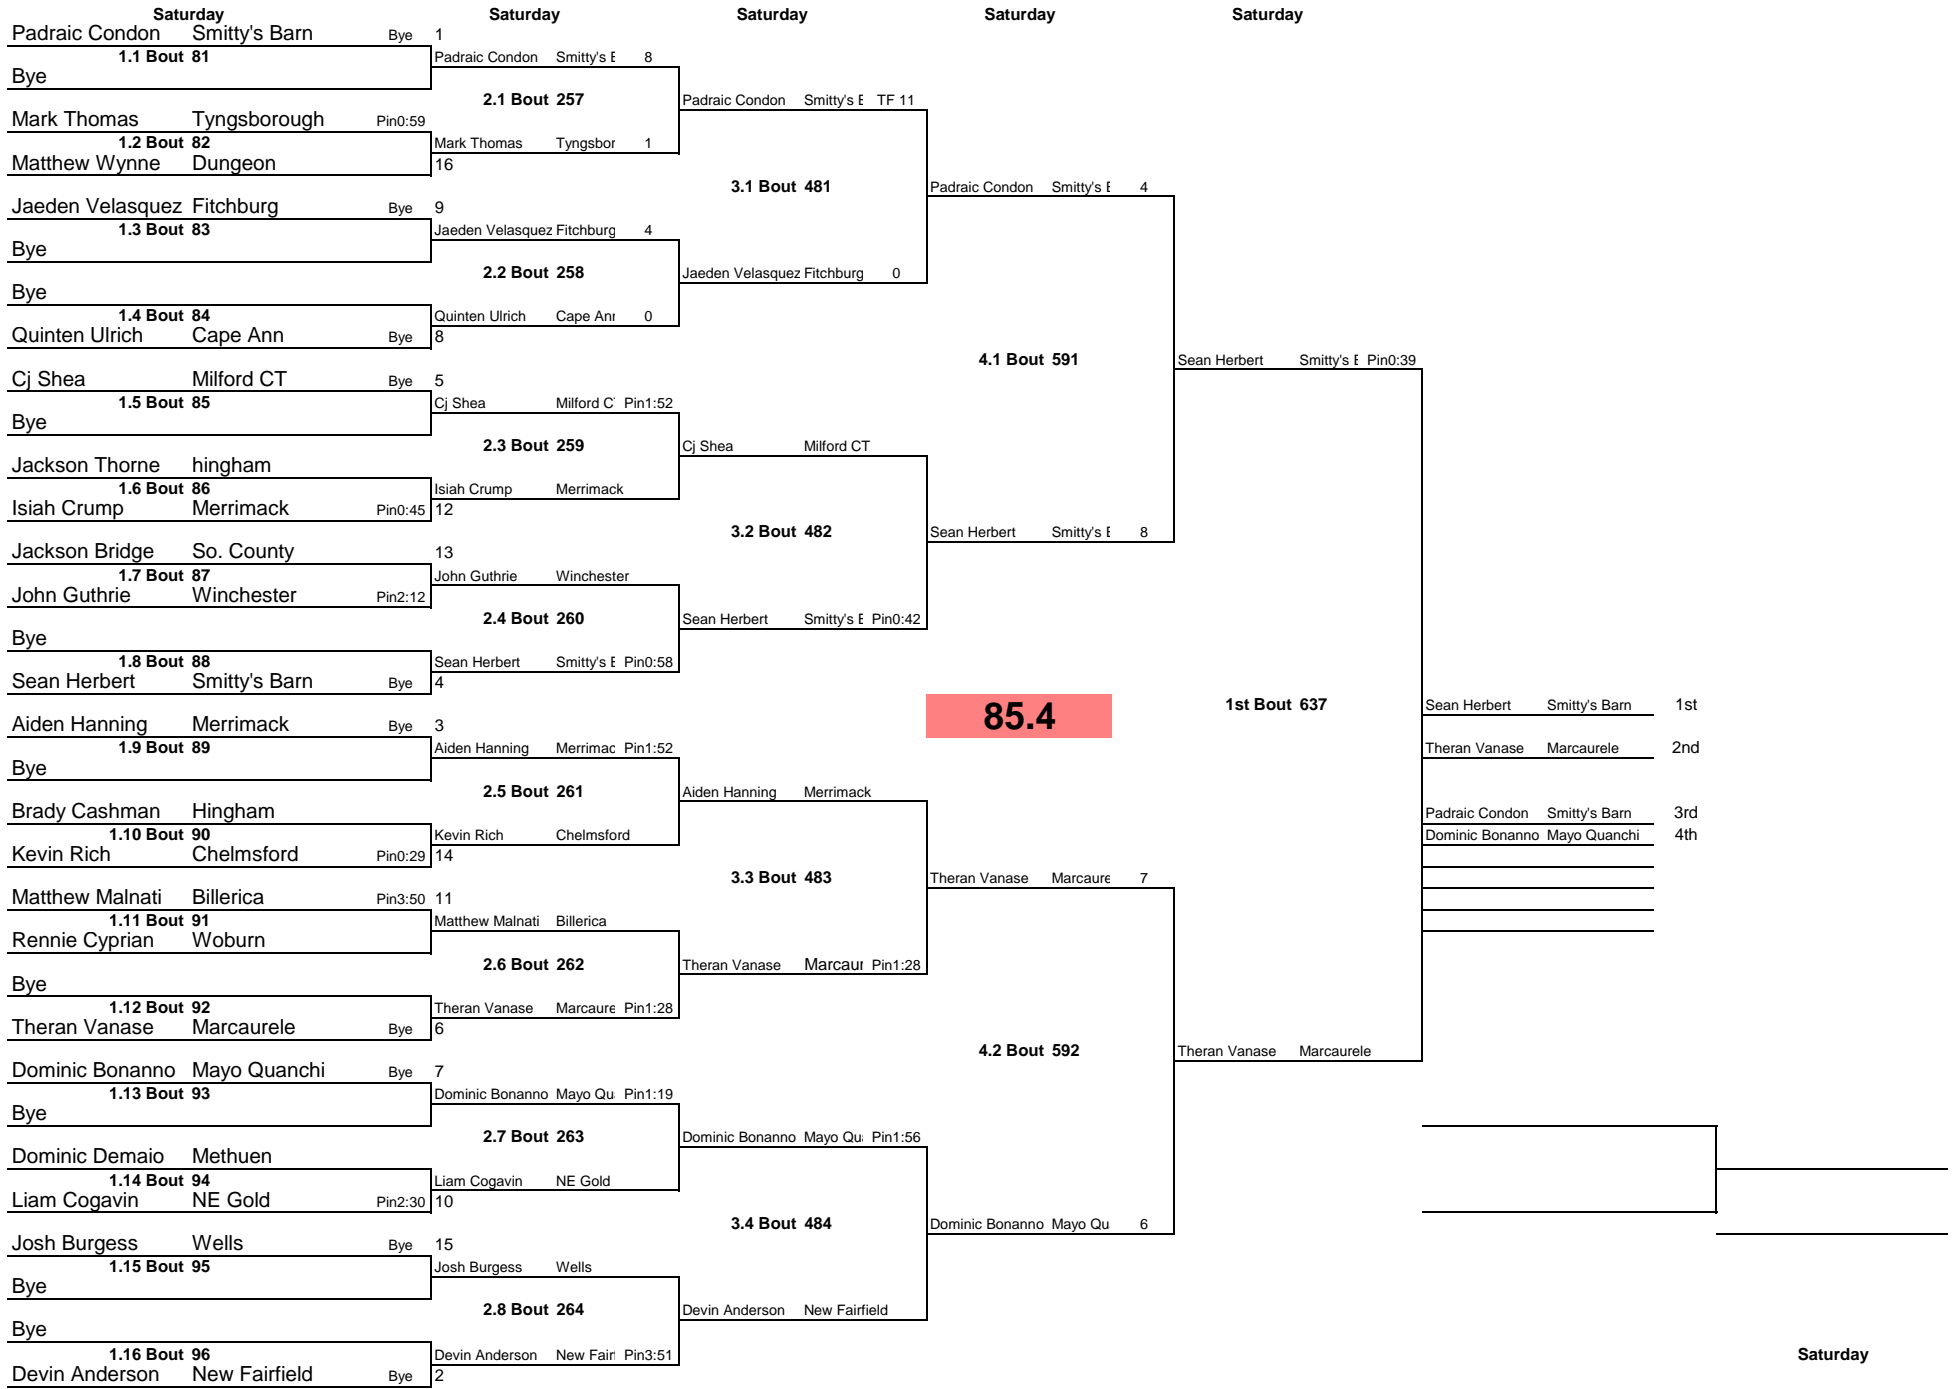 Saturday Saturday Saturday Saturday Saturday
Padraic Condon Smitty's Barn Bye 1
1.1 Bout 81
Padraic Condon Smitty's B 8
Bye
2.1 Bout 257
Padraic Condon Smitty's B TF 11
Mark Thomas Tyngsborough Pin0:59
1.2 Bout 82
Mark Thomas Tyngsbor 1
Matthew Wynne Dungeon 16
3.1 Bout 481
Padraic Condon Smitty's B 4
Jaeden Velasquez Fitchburg Bye 9
1.3 Bout 83
Jaeden Velasquez Fitchburg 4
Bye
2.2 Bout 258
Jaeden Velasquez Fitchburg 0
Bye
1.4 Bout 84
Quinten Ulrich Cape Ann 0
Quinten Ulrich Cape Ann Bye 8
4.1 Bout 591
Sean Herbert Smitty's B Pin0:39
Cj Shea Milford CT Bye 5
1.5 Bout 85
Cj Shea Milford C Pin1:52
Bye
2.3 Bout 259
Cj Shea Milford CT
Jackson Thorne hingham
1.6 Bout 86
Isiah Crump Merrimack
Isiah Crump Merrimack Pin0:45 12
3.2 Bout 482
Sean Herbert Smitty's B 8
Jackson Bridge So. County 13
1.7 Bout 87
John Guthrie Winchester
John Guthrie Winchester Pin2:12
2.4 Bout 260
Sean Herbert Smitty's B Pin0:42
Bye
1.8 Bout 88
Sean Herbert Smitty's B Pin0:58
Sean Herbert Smitty's Barn Bye 4
85.4
1st Bout 637
Sean Herbert Smitty's Barn 1st
Aiden Hanning Merrimack Bye 3
1.9 Bout 89
Aiden Hanning Merrimac Pin1:52
Theran Vanase Marcaurele 2nd
Bye
2.5 Bout 261
Aiden Hanning Merrimack
Brady Cashman Hingham
Padraic Condon Smitty's Barn 3rd
1.10 Bout 90
Kevin Rich Chelmsford
Dominic Bonanno Mayo Quanchi 4th
Kevin Rich Chelmsford Pin0:29 14
3.3 Bout 483
Theran Vanase Marcaure 7
Matthew Malnati Billerica Pin3:50 11
1.11 Bout 91
Matthew Malnati Billerica
Rennie Cyprian Woburn
2.6 Bout 262
Theran Vanase Marcaur Pin1:28
Bye
1.12 Bout 92
Theran Vanase Marcaure Pin1:28
Theran Vanase Marcaurele Bye 6
4.2 Bout 592
Theran Vanase Marcaurele
Dominic Bonanno Mayo Quanchi Bye 7
1.13 Bout 93
Dominic Bonanno Mayo Qu Pin1:19
Bye
2.7 Bout 263
Dominic Bonanno Mayo Qu Pin1:56
Dominic Demaio Methuen
1.14 Bout 94
Liam Cogavin NE Gold
Liam Cogavin NE Gold Pin2:30 10
3.4 Bout 484
Dominic Bonanno Mayo Qu 6
Josh Burgess Wells Bye 15
1.15 Bout 95
Josh Burgess Wells
Bye
2.8 Bout 264
Devin Anderson New Fairfield
Bye
1.16 Bout 96
Devin Anderson New Fair Pin3:51
Saturday
Devin Anderson New Fairfield Bye 2